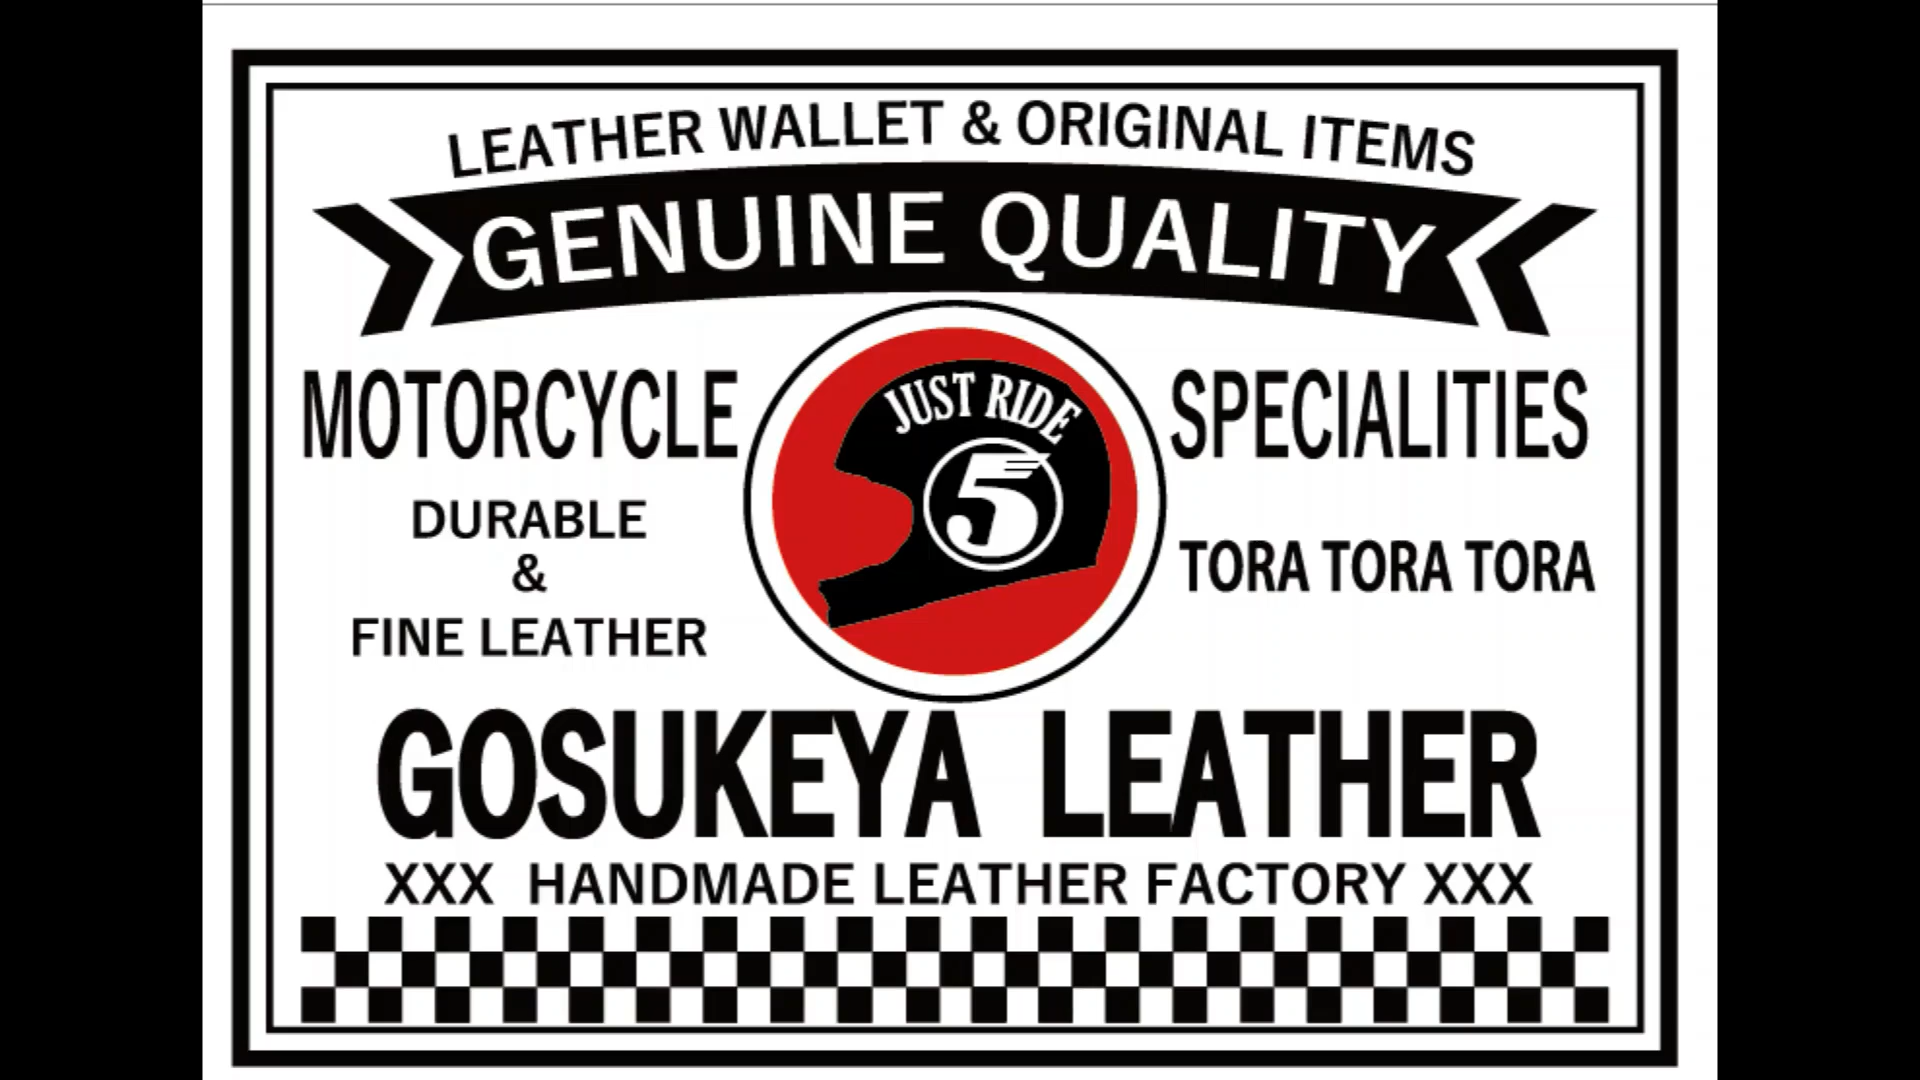 LEATHER WALLET & ORIGINAL ITEMS
GENUINE QUALITY
MOTORCYCLE
JUST RIDE
5
SPECIALITIES
DURABLE
&
FINE LEATHER
TORA TORA TORA
GOSUKEYA LEATHER
XXX HANDMADE LEATHER FACTORY XXX